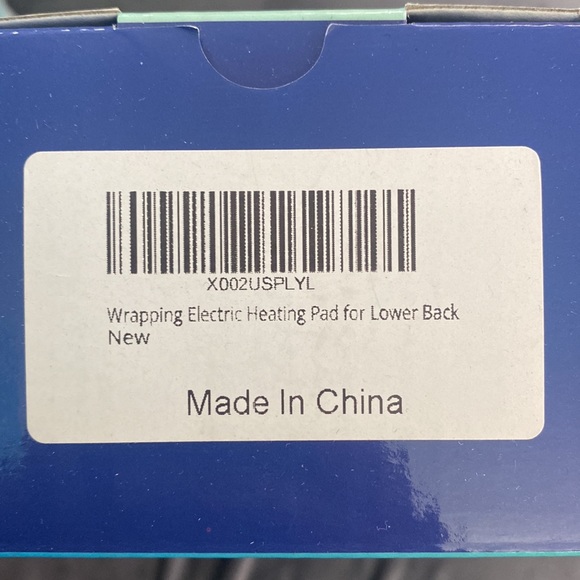 X002USPLYL
Wrapping Electric Heating Pad for Lower Back
New
Made In China